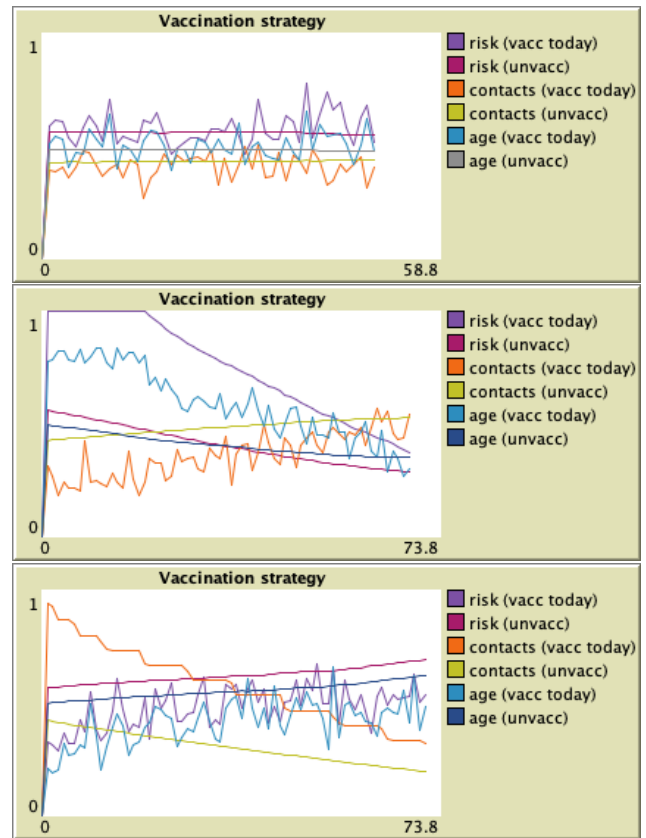 Vaccination strategy
1
0
0
58.8
risk (vacc today)
risk (unvacc)
contacts (vacc today)
contacts (unvacc)
age (vacc today)
age (unvacc)
Vaccination strategy
1
0
0
73.8
risk (vacc today)
risk (unvacc)
contacts (vacc today)
contacts (unvacc)
age (vacc today)
age (unvacc)
Vaccination strategy
1
0
0
73.8
risk (vacc today)
risk (unvacc)
contacts (vacc today)
contacts (unvacc)
age (vacc today)
age (unvacc)